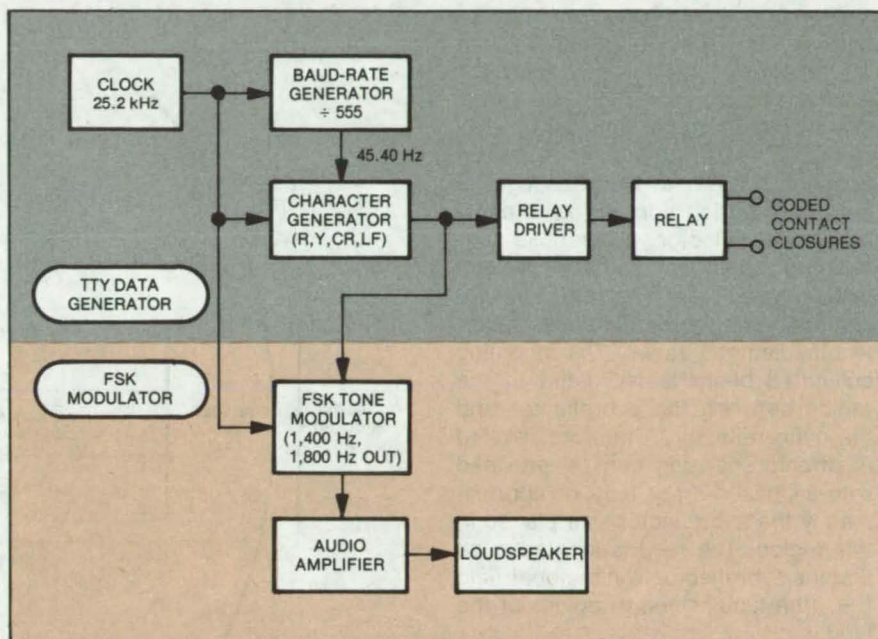 CLOCK
25.2 kHz
BAUD-RATE
GENERATOR
÷ 555
45.40 Hz
CHARACTER
GENERATOR
(R,Y,CR,LF)
RELAY
DRIVER
RELAY
CODED
CONTACT
CLOSURES
TTY DATA
GENERATOR
FSK
MODULATOR
FSK TONE
MODULATOR
(1,400 Hz,
1,800 Hz OUT)
AUDIO
AMPLIFIER
LOUDSPEAKER